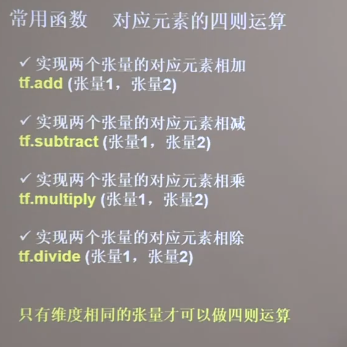 常用函数 对应元素的四则运算
✓ 实现两个张量的对应元素相加
tf.add (张量1，张量2)
✓ 实现两个张量的对应元素相减
tf.subtract (张量1，张量2)
✓ 实现两个张量的对应元素相乘
tf.multiply (张量1，张量2)
✓ 实现两个张量的对应元素相除
tf.divide (张量1，张量2)
只有维度相同的张量才可以做四则运算